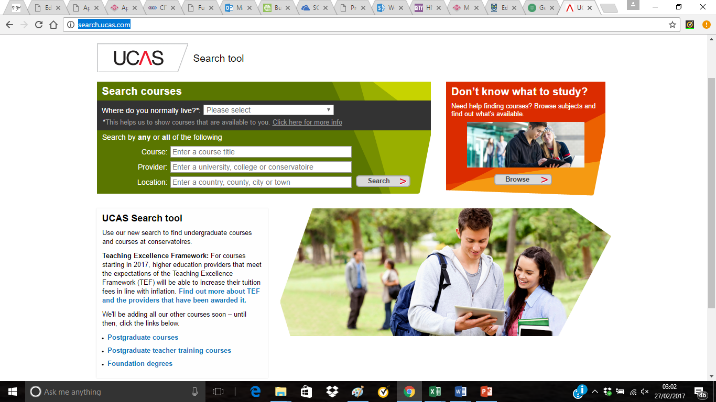 search.ucas.com
UCAS Search tool
Search courses
Where do you normally live?*: Please select
*This helps us to show courses that are available to you. Click here for more info
Search by any or all of the following
Course: Enter a course title
Provider: Enter a university, college or conservatoire
Location: Enter a country, county, city or town
Search >
Don't know what to study?
Need help finding courses? Browse subjects and
find out what's available
Browse >
UCAS Search tool
Use our new search to find undergraduate courses
and courses at conservatoires.
Teaching Excellence Framework: For courses
starting in 2017, higher education providers that meet
the expectations of the Teaching Excellence
Framework (TEF) will be able to increase their tuition
fees in line with inflation. Find out more about TEF
and the providers that have been awarded it.
We'll be adding all our other courses soon – until
then, click the links below.
Postgraduate courses
Postgraduate teacher training courses
Foundation degrees
Ask me anything
03:02
27/02/2017